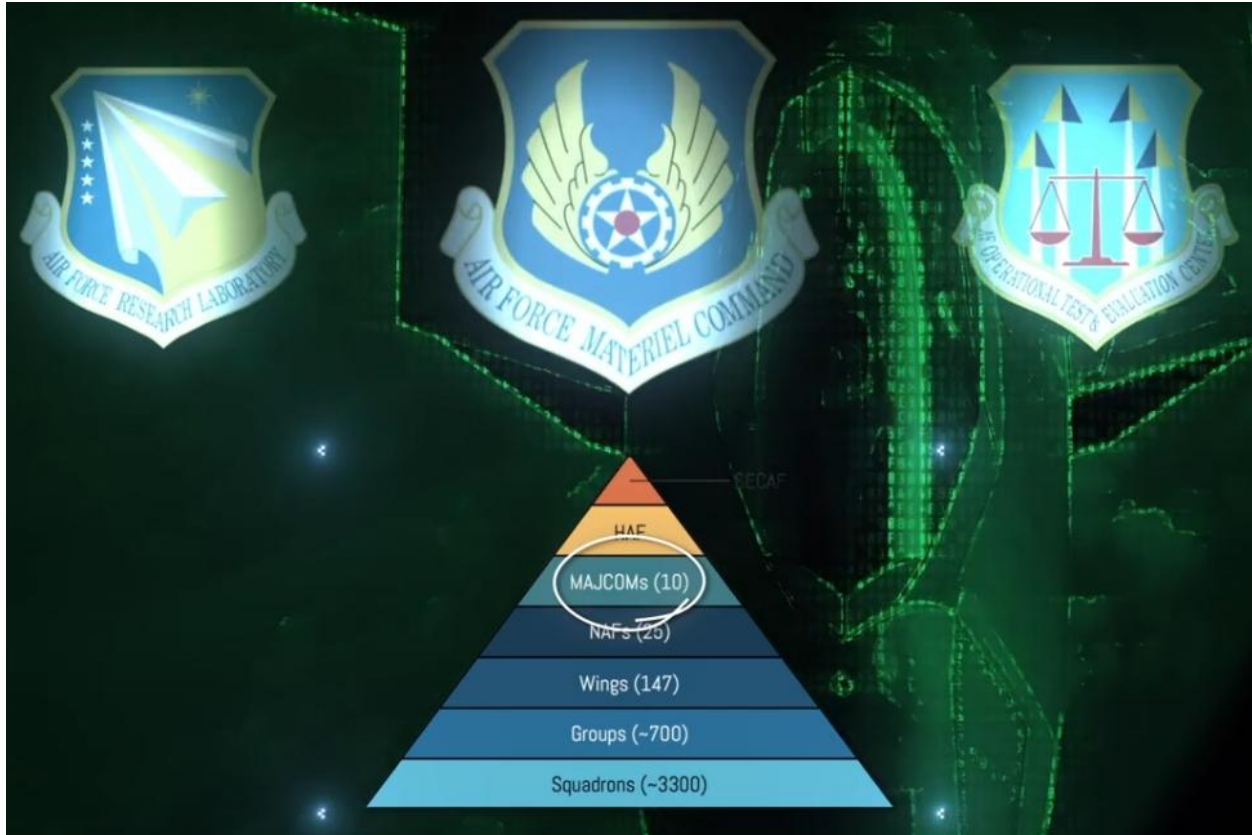 AIR FORCE RESEARCH LABORATORY
AIR FORCE MATERIEL COMMAND
AF OPERATIONAL TEST & EVALUATION CENTER
SECAF
HAF
MAJCOMs (10)
NAFs (25)
Wings (147)
Groups (~700)
Squadrons (~3300)